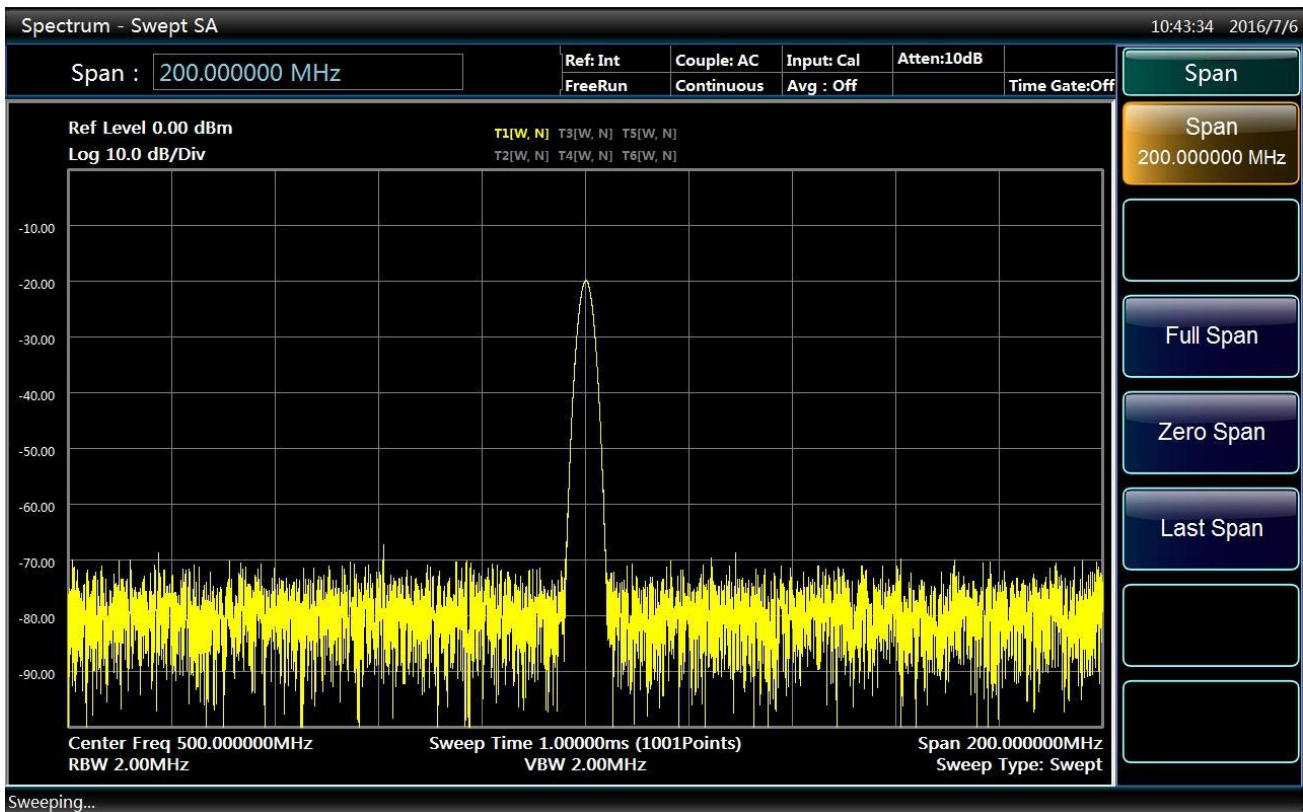 Spectrum - Swept SA 10:43:34 2016/7/6
Span : 200.000000 MHz
Ref: Int Couple: AC Input: Cal Atten:10dB
FreeRun Continuous Avg : Off Time Gate:Off
Span
Ref Level 0.00 dBm
Log 10.0 dB/Div
T1[W, N] T3[W, N] T5[W, N]
T2[W, N] T4[W, N] T6[W, N]
-10.00
-20.00
-30.00
-40.00
-50.00
-60.00
-70.00
-80.00
-90.00
Center Freq 500.000000MHz Sweep Time 1.00000ms (1001Points) Span 200.000000MHz
RBW 2.00MHz VBW 2.00MHz Sweep Type: Swept
Span
200.000000 MHz
Full Span
Zero Span
Last Span
Sweeping...